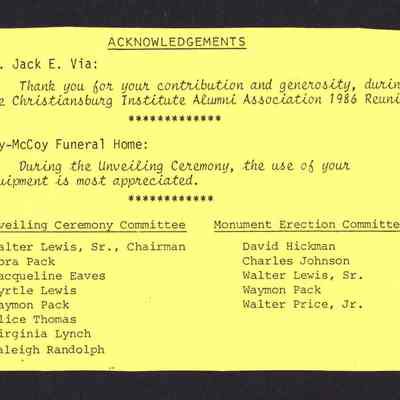 ACKNOWLEDGEMENTS
. Jack E. Via:
Thank you for your contribution and generosity, durin
e Christiansburg Institute Alumni Association 1986 Reuni
*************
y-McCoy Funeral Home:
During the Unveiling Ceremony, the use of your
uipment is most appreciated.
************
veiling Ceremony Committee
alter Lewis, Sr., Chairman
ora Pack
acqueline Eaves
yrtle Lewis
aymon Pack
lice Thomas
irginia Lynch
aleigh Randolph
Monument Erection Committe
David Hickman
Charles Johnson
Walter Lewis, Sr.
Waymon Pack
Walter Price, Jr.